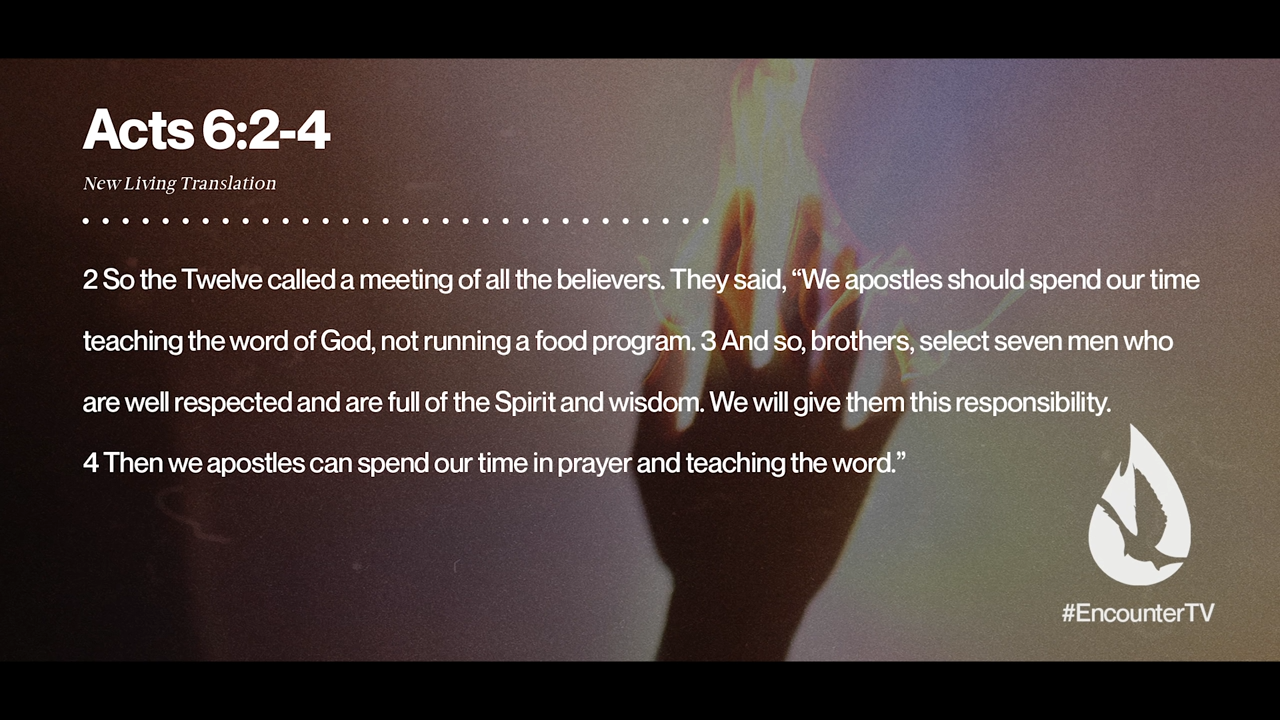 Acts 6:2-4
New Living Translation
2 So the Twelve called a meeting of all the believers. They said, “We apostles should spend our time
teaching the word of God, not running a food program. 3 And so, brothers, select seven men who
are well respected and are full of the Spirit and wisdom. We will give them this responsibility.
4 Then we apostles can spend our time in prayer and teaching the word.”
#EncounterTV